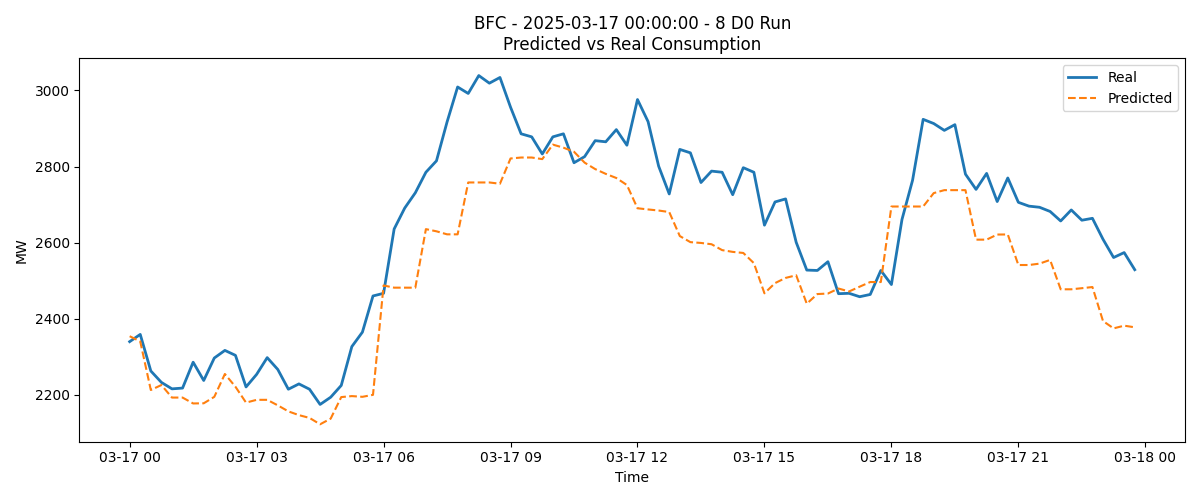 BFC - 2025-03-17 00:00:00 - 8 D0 Run
Predicted vs Real Consumption
Real
Predicted
MW
3000
2800
2600
2400
2200
03-17 00
03-17 03
03-17 06
03-17 09
03-17 12
03-17 15
03-17 18
03-17 21
03-18 00
Time